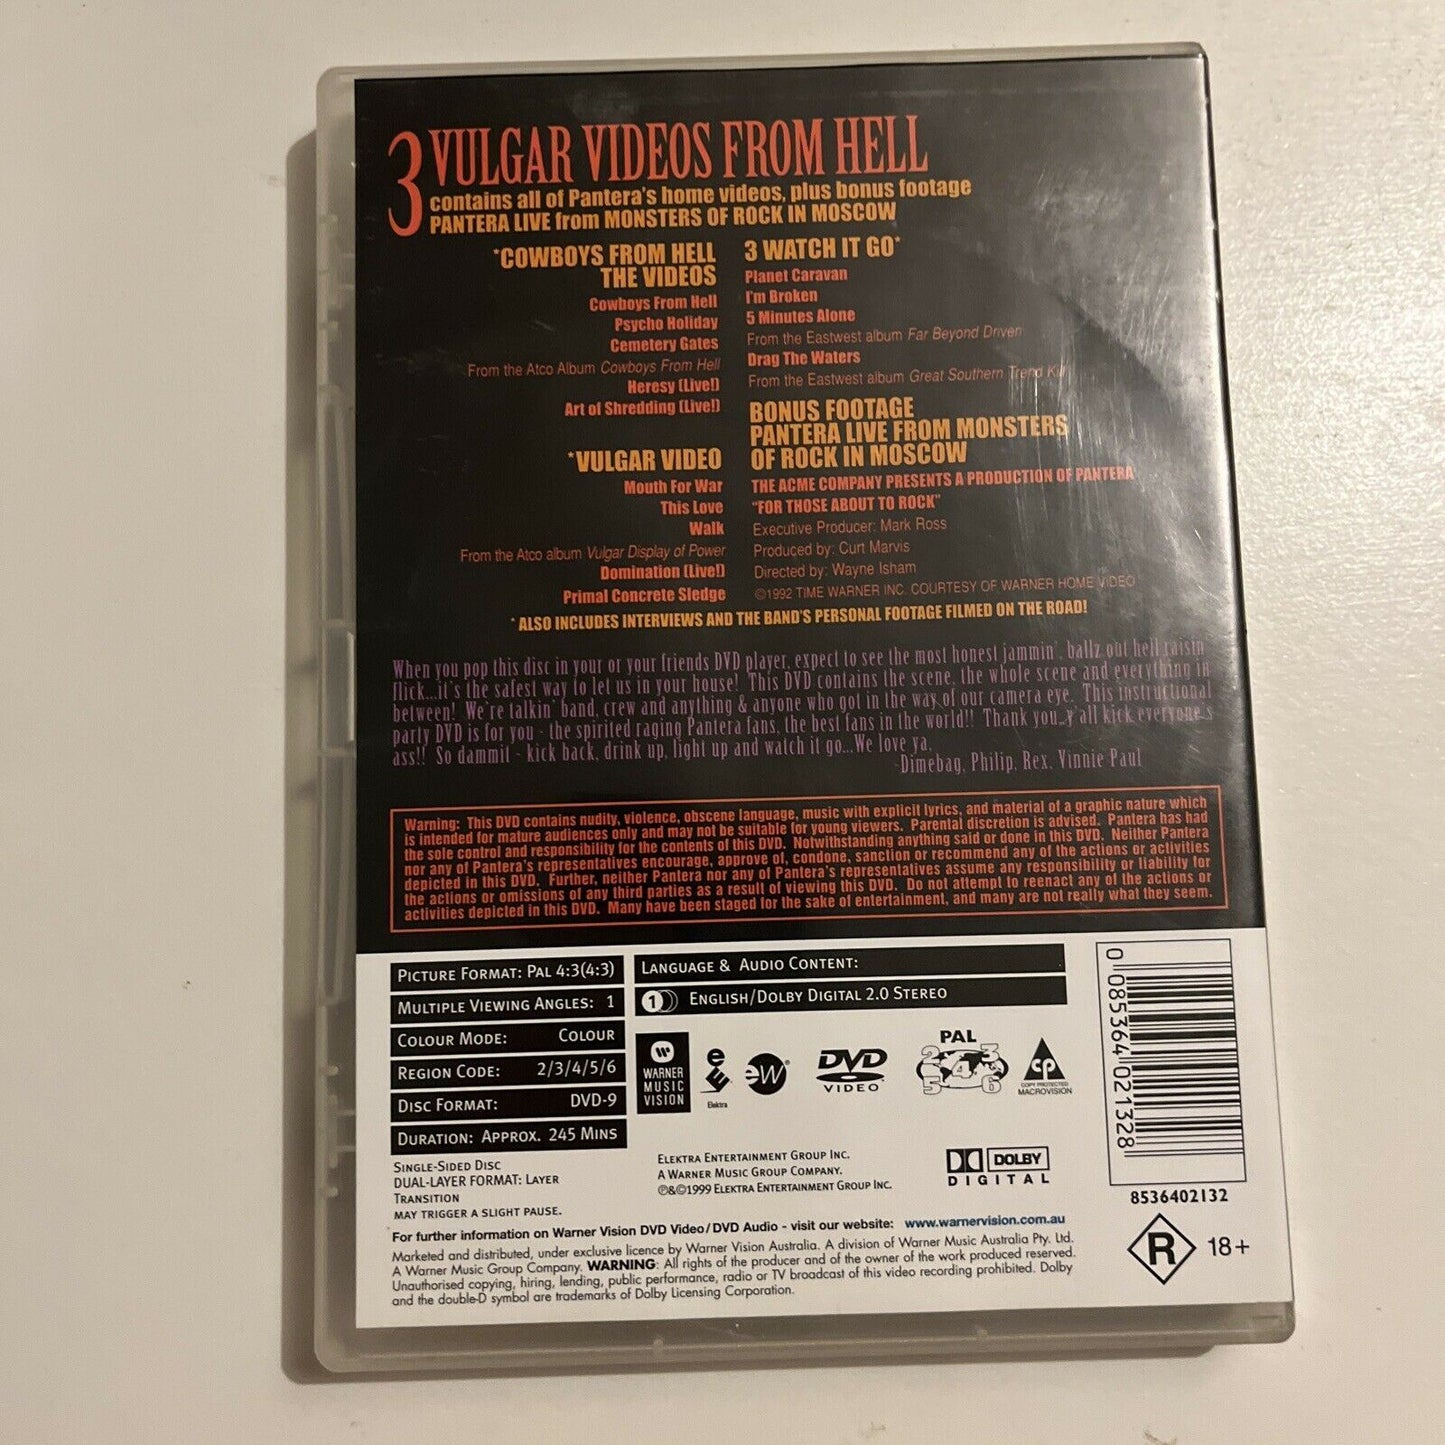 3 VULGAR VIDEOS FROM HELL
contains all of Pantera's home videos, plus bonus footage
PANTERA LIVE from MONSTERS OF ROCK IN MOSCOW
*COWBOYS FROM HELL
THE VIDEOS
Cowboys From Hell
Psycho Holiday
Cemetery Gates
From the Atco Album Cowboys From Hell
Heresy (Live!)
Art of Shredding (Live!)
*VULGAR VIDEO
Mouth For War
This Love
Walk
From the Atco album Vulgar Display of Power
Domination (Live!)
Primal Concrete Sledge
3 WATCH IT GO*
Planet Caravan
I'm Broken
5 Minutes Alone
From the Eastwest album Far Beyond Driven
Drag The Waters
From the Eastwest album Great Southern Trend Kill
BONUS FOOTAGE
PANTERA LIVE FROM MONSTERS
OF ROCK IN MOSCOW
THE ACME COMPANY PRESENTS A PRODUCTION OF PANTERA
"FOR THOSE ABOUT TO ROCK"
Executive Producer: Mark Ross
Produced by: Curt Marvis
Directed by: Wayne Isham
©1992 TIME WARNER INC. COURTESY OF WARNER HOME VIDEO
* ALSO INCLUDES INTERVIEWS AND THE BAND'S PERSONAL FOOTAGE FILMED ON THE ROAD!
When you pop this disc in your or your friends DVD player, expect to see the most honest jammin', ballz out hell raisin'
flick...it's the safest way to let us in your house! This DVD contains the scene, the whole scene and everything in
between! We're talkin' band, crew and anything & anyone who got in the way of our camera eye. This instructional
party DVD is for you - the spirited raging Pantera fans, the best fans in the world!! Thank you, y'all kick everyone's
ass!! So dammit - kick back, drink up, light up and watch it go...We love ya,
-Dimebag, Philip, Rex, Vinnie Paul
Warning: This DVD contains nudity, violence, obscene language, music with explicit lyrics, and material of a graphic nature which
is intended for mature audiences only and may not be suitable for young viewers. Parental discretion is advised. Pantera has had
the sole control and responsibility for the contents of this DVD. Notwithstanding anything said or done in this DVD. Neither Pantera
nor any of Pantera's representatives encourage, approve of, condone, sanction or recommend any of the actions or activities
depicted in this DVD. Further, neither Pantera nor any of Pantera's representatives assume any responsibility or liability for
the actions or omissions of any third parties as a result of viewing this DVD. Do not attempt to reenact any of the actions or
activities depicted in this DVD. Many have been staged for the sake of entertainment, and many are not really what they seem.
PICTURE FORMAT: PAL 4:3(4:3)
MULTIPLE VIEWING ANGLES: 1
COLOUR MODE: COLOUR
REGION CODE: 2/3/4/5/6
DISC FORMAT: DVD-9
DURATION: APPROX. 245 MINS
SINGLE-SIDED DISC
DUAL-LAYER FORMAT: LAYER
TRANSITION
MAY TRIGGER A SLIGHT PAUSE.
LANGUAGE & AUDIO CONTENT:
1 ENGLISH/DOLBY DIGITAL 2.0 STEREO
WARNER
MUSIC
VISION
Elektra
ew®
DVD
VIDEO
PAL
2 3 4 5 6
CP
COPY PROTECTED
MACROVISION
ELEKTRA ENTERTAINMENT GROUP INC.
A WARNER MUSIC GROUP COMPANY.
℗&©1999 ELEKTRA ENTERTAINMENT GROUP INC.
DOLBY
DIGITAL
0 085364 021328
8536402132
R 18+
For further information on Warner Vision DVD Video/DVD Audio - visit our website: www.warnervision.com.au
Marketed and distributed, under exclusive licence by Warner Vision Australia. A division of Warner Music Australia Pty. Ltd.
A Warner Music Group Company. WARNING: All rights of the producer and of the owner of the work produced reserved.
Unauthorised copying, hiring, lending, public performance, radio or TV broadcast of this video recording prohibited. Dolby
and the double-D symbol are trademarks of Dolby Licensing Corporation.